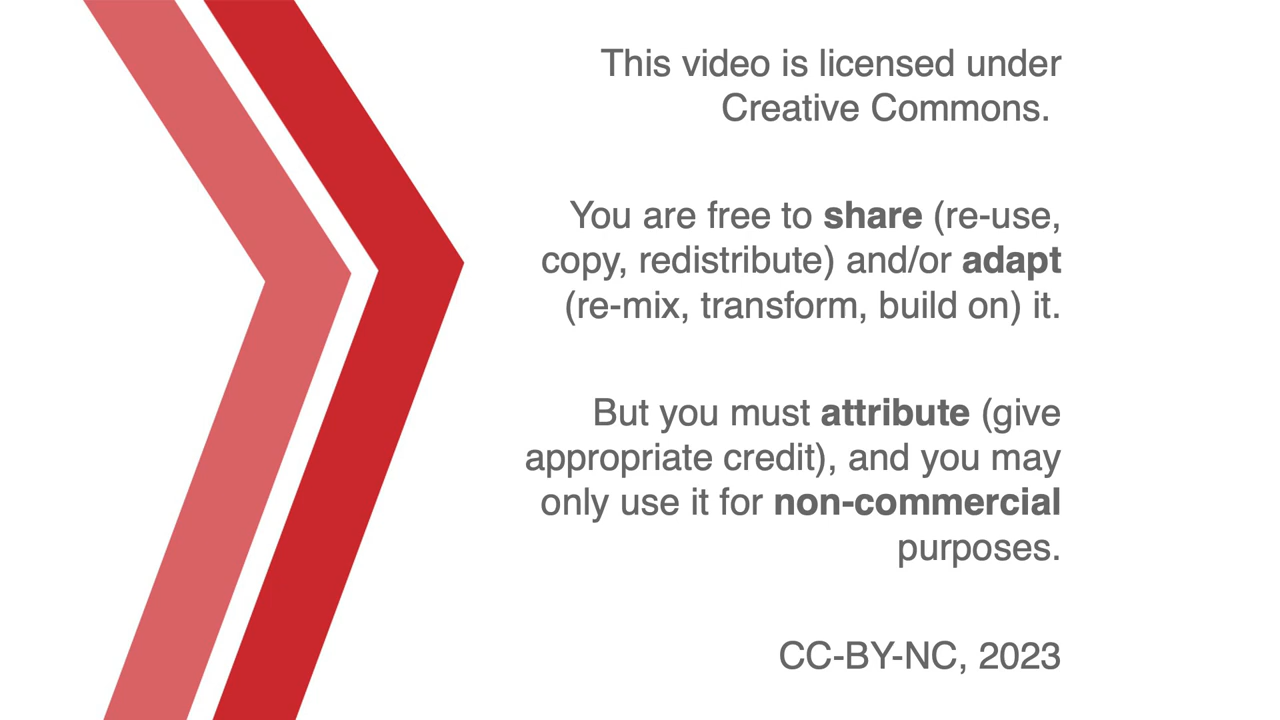 This video is licensed under
Creative Commons.
You are free to share (re-use,
copy, redistribute) and/or adapt
(re-mix, transform, build on) it.
But you must attribute (give
appropriate credit), and you may
only use it for non-commercial
purposes.
CC-BY-NC, 2023